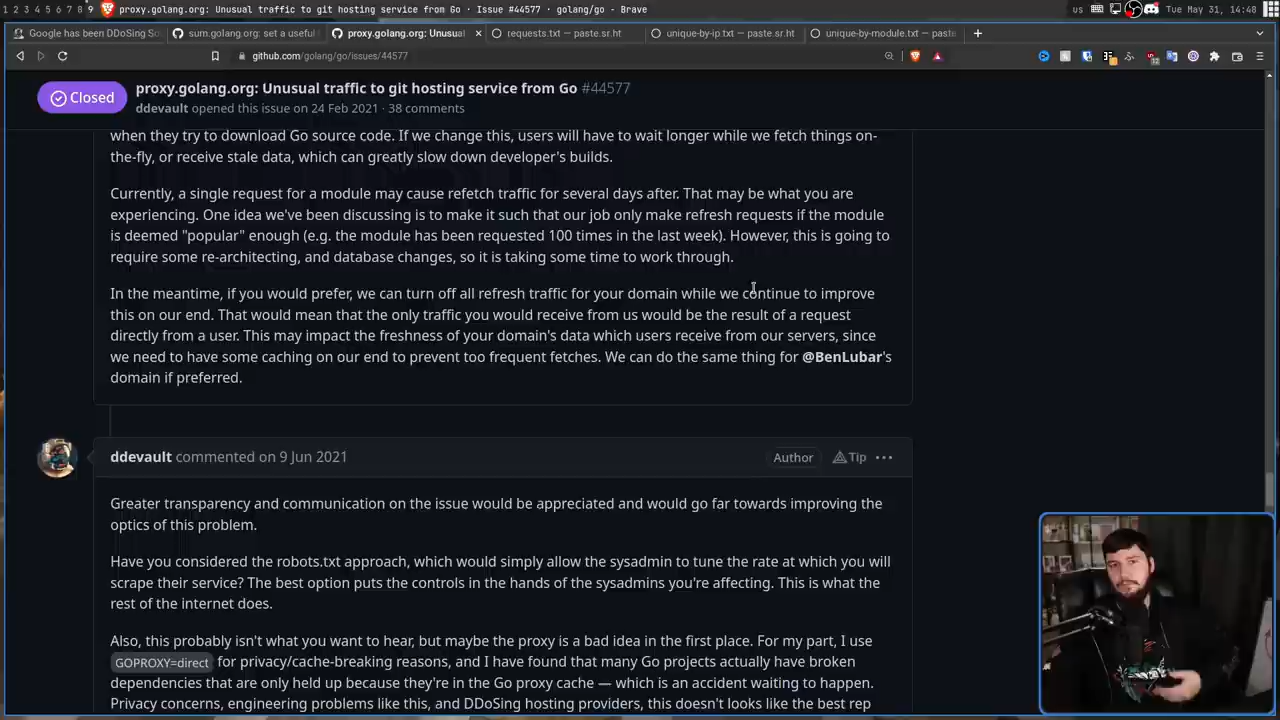 1 2 3 4 5 6 7 8 9 proxy.golang.org: Unusual traffic to git hosting service from Go · Issue #44577 · golang/go - Brave
us Tue May 31, 14:48
Google has been DDoSing So
sum.golang.org: set a useful
proxy.golang.org: Unusual
requests.txt — paste.sr.ht
unique-by-ip.txt — paste.sr.ht
unique-by-module.txt — paste
github.com/golang/go/issues/44577
Closed
proxy.golang.org: Unusual traffic to git hosting service from Go #44577
ddevault opened this issue on 24 Feb 2021 · 38 comments
when they try to download Go source code. If we change this, users will have to wait longer while we fetch things on-
the-fly, or receive stale data, which can greatly slow down developer's builds.
Currently, a single request for a module may cause refetch traffic for several days after. That may be what you are
experiencing. One idea we've been discussing is to make it such that our job only make refresh requests if the module
is deemed "popular" enough (e.g. the module has been requested 100 times in the last week). However, this is going to
require some re-architecting, and database changes, so it is taking some time to work through.
In the meantime, if you would prefer, we can turn off all refresh traffic for your domain while we continue to improve
this on our end. That would mean that the only traffic you would receive from us would be the result of a request
directly from a user. This may impact the freshness of your domain's data which users receive from our servers, since
we need to have some caching on our end to prevent too frequent fetches. We can do the same thing for @BenLubar's
domain if preferred.
ddevault commented on 9 Jun 2021
Author Tip ···
Greater transparency and communication on the issue would be appreciated and would go far towards improving the
optics of this problem.
Have you considered the robots.txt approach, which would simply allow the sysadmin to tune the rate at which you will
scrape their service? The best option puts the controls in the hands of the sysadmins you're affecting. This is what the
rest of the internet does.
Also, this probably isn't what you want to hear, but maybe the proxy is a bad idea in the first place. For my part, I use
GOPROXY=direct for privacy/cache-breaking reasons, and I have found that many Go projects actually have broken
dependencies that are only held up because they're in the Go proxy cache — which is an accident waiting to happen.
Privacy concerns, engineering problems like this, and DDoSing hosting providers, this doesn't looks like the best rep